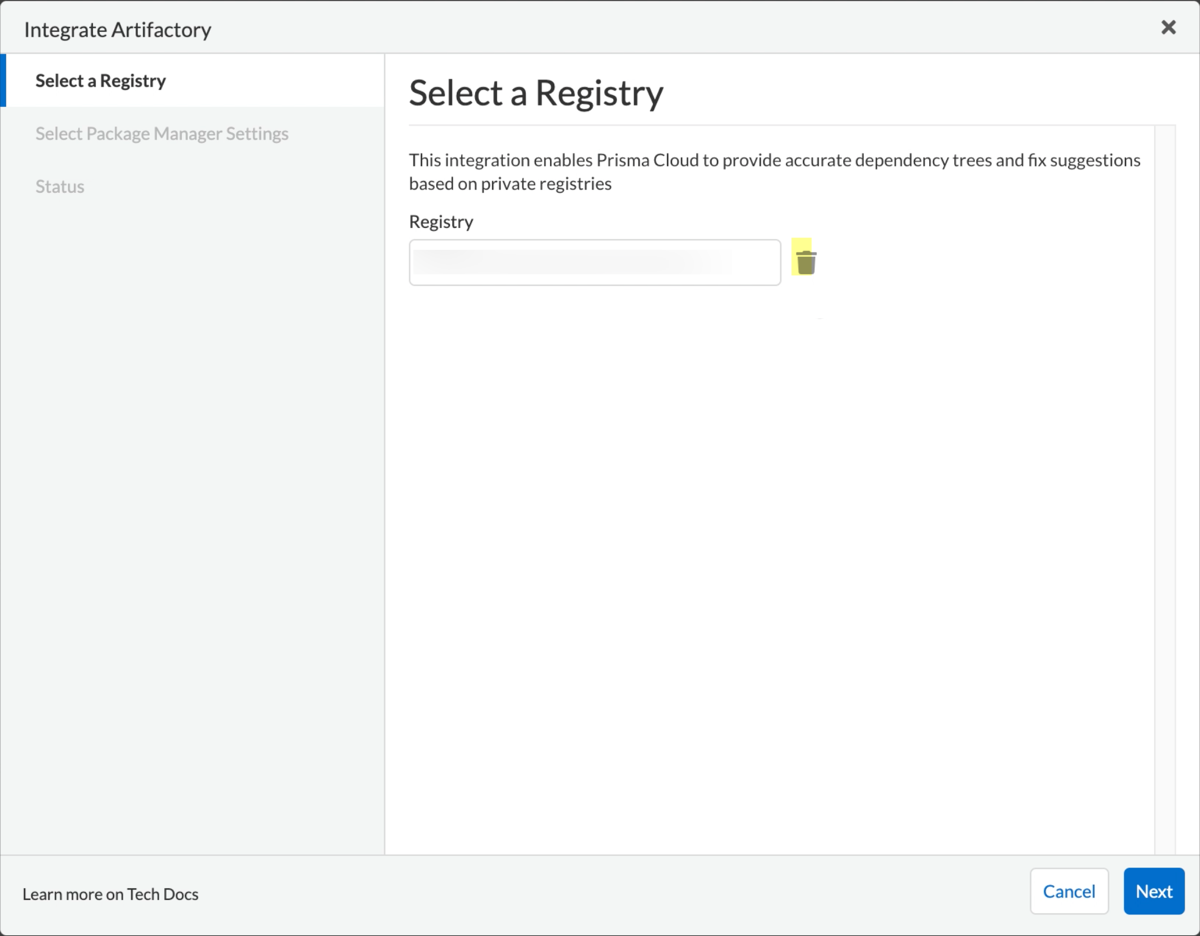 Integrate Artifactory
Select a Registry
Select Package Manager Settings
Status
Select a Registry
This integration enables Prisma Cloud to provide accurate dependency trees and fix suggestions
based on private registries
Registry
Learn more on Tech Docs
Cancel
Next